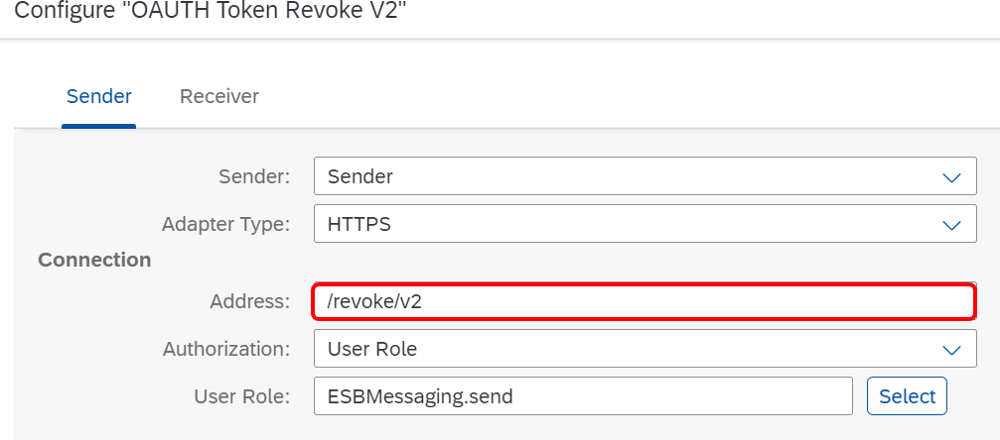 Configure "OAUTH Token Revoke V2"
Sender Receiver
Sender: Sender
Adapter Type: HTTPS
Connection
Address: /revoke/v2
Authorization: User Role
User Role: ESBMessaging.send Select